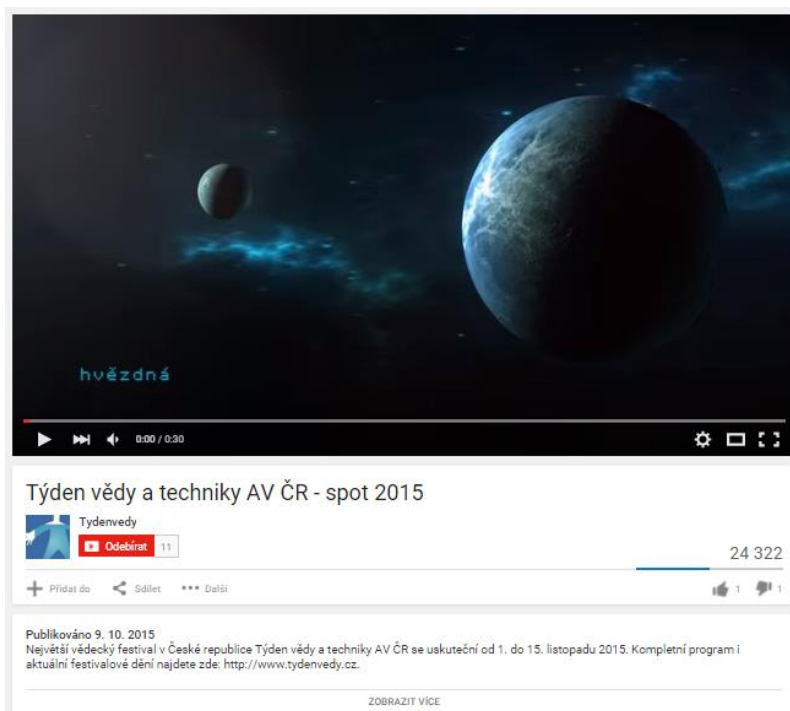 hvězdná
0:00 / 0:30
Týden vědy a techniky AV ČR - spot 2015
Tydenvedy
Odebírat 11
24 322
Přidat do Sdílet Další
1 1
Publikováno 9. 10. 2015
Největší vědecký festival v České republice Týden vědy a techniky AV ČR se uskuteční od 1. do 15. listopadu 2015. Kompletní program i
aktuální festivalové dění najdete zde: http://www.tydenvedy.cz.
ZOBRAZIT VÍCE